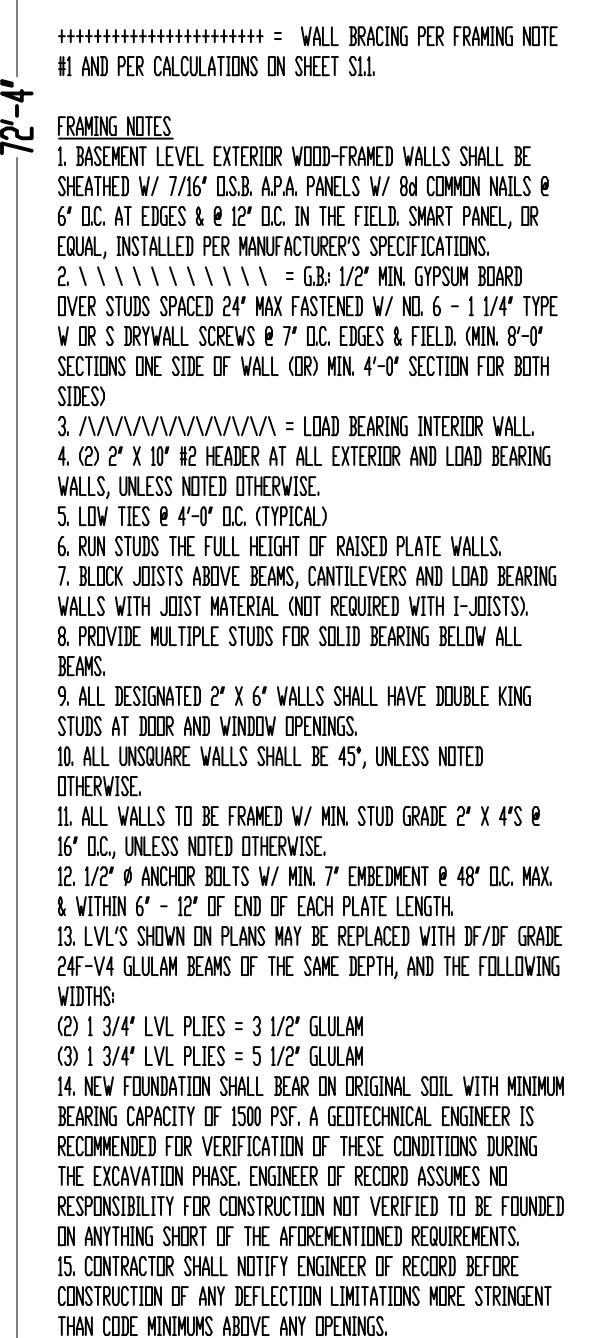 +++++++++++++++++++++++ = WALL BRACING PER FRAMING NOTE
#1 AND PER CALCULATIONS ON SHEET S1.1.
72'-4"
FRAMING NOTES
1. BASEMENT LEVEL EXTERIOR WOOD-FRAMED WALLS SHALL BE
SHEATHED W/ 7/16" O.S.B. A.P.A. PANELS W/ 8d COMMON NAILS @
6" O.C. AT EDGES & @ 12" O.C. IN THE FIELD. SMART PANEL, OR
EQUAL, INSTALLED PER MANUFACTURER'S SPECIFICATIONS.
2. \ \ \ \ \ \ \ \ \ \ \ = G.B.: 1/2" MIN. GYPSUM BOARD
OVER STUDS SPACED 24" MAX FASTENED W/ NO. 6 - 1 1/4" TYPE
W OR S DRYWALL SCREWS @ 7" O.C. EDGES & FIELD. (MIN. 8'-0"
SECTIONS ONE SIDE OF WALL (OR) MIN. 4'-0" SECTION FOR BOTH
SIDES)
3. /\/\/\/\/\/\/\/\/\/\/\ = LOAD BEARING INTERIOR WALL.
4. (2) 2" X 10" #2 HEADER AT ALL EXTERIOR AND LOAD BEARING
WALLS, UNLESS NOTED OTHERWISE.
5. LOW TIES @ 4'-0" O.C. (TYPICAL)
6. RUN STUDS THE FULL HEIGHT OF RAISED PLATE WALLS.
7. BLOCK JOISTS ABOVE BEAMS, CANTILEVERS AND LOAD BEARING
WALLS WITH JOIST MATERIAL (NOT REQUIRED WITH I-JOISTS).
8. PROVIDE MULTIPLE STUDS FOR SOLID BEARING BELOW ALL
BEAMS.
9. ALL DESIGNATED 2" X 6" WALLS SHALL HAVE DOUBLE KING
STUDS AT DOOR AND WINDOW OPENINGS.
10. ALL UNSQUARE WALLS SHALL BE 45°, UNLESS NOTED
OTHERWISE.
11. ALL WALLS TO BE FRAMED W/ MIN. STUD GRADE 2" X 4"S @
16" O.C., UNLESS NOTED OTHERWISE.
12. 1/2" Ø ANCHOR BOLTS W/ MIN. 7" EMBEDMENT @ 48" O.C. MAX.
& WITHIN 6" - 12" OF END OF EACH PLATE LENGTH.
13. LVL'S SHOWN ON PLANS MAY BE REPLACED WITH DF/DF GRADE
24F-V4 GLULAM BEAMS OF THE SAME DEPTH, AND THE FOLLOWING
WIDTHS:
(2) 1 3/4" LVL PLIES = 3 1/2" GLULAM
(3) 1 3/4" LVL PLIES = 5 1/2" GLULAM
14. NEW FOUNDATION SHALL BEAR ON ORIGINAL SOIL WITH MINIMUM
BEARING CAPACITY OF 1500 PSF. A GEOTECHNICAL ENGINEER IS
RECOMMENDED FOR VERIFICATION OF THESE CONDITIONS DURING
THE EXCAVATION PHASE. ENGINEER OF RECORD ASSUMES NO
RESPONSIBILITY FOR CONSTRUCTION NOT VERIFIED TO BE FOUNDED
ON ANYTHING SHORT OF THE AFOREMENTIONED REQUIREMENTS.
15. CONTRACTOR SHALL NOTIFY ENGINEER OF RECORD BEFORE
CONSTRUCTION OF ANY DEFLECTION LIMITATIONS MORE STRINGENT
THAN CODE MINIMUMS ABOVE ANY OPENINGS.